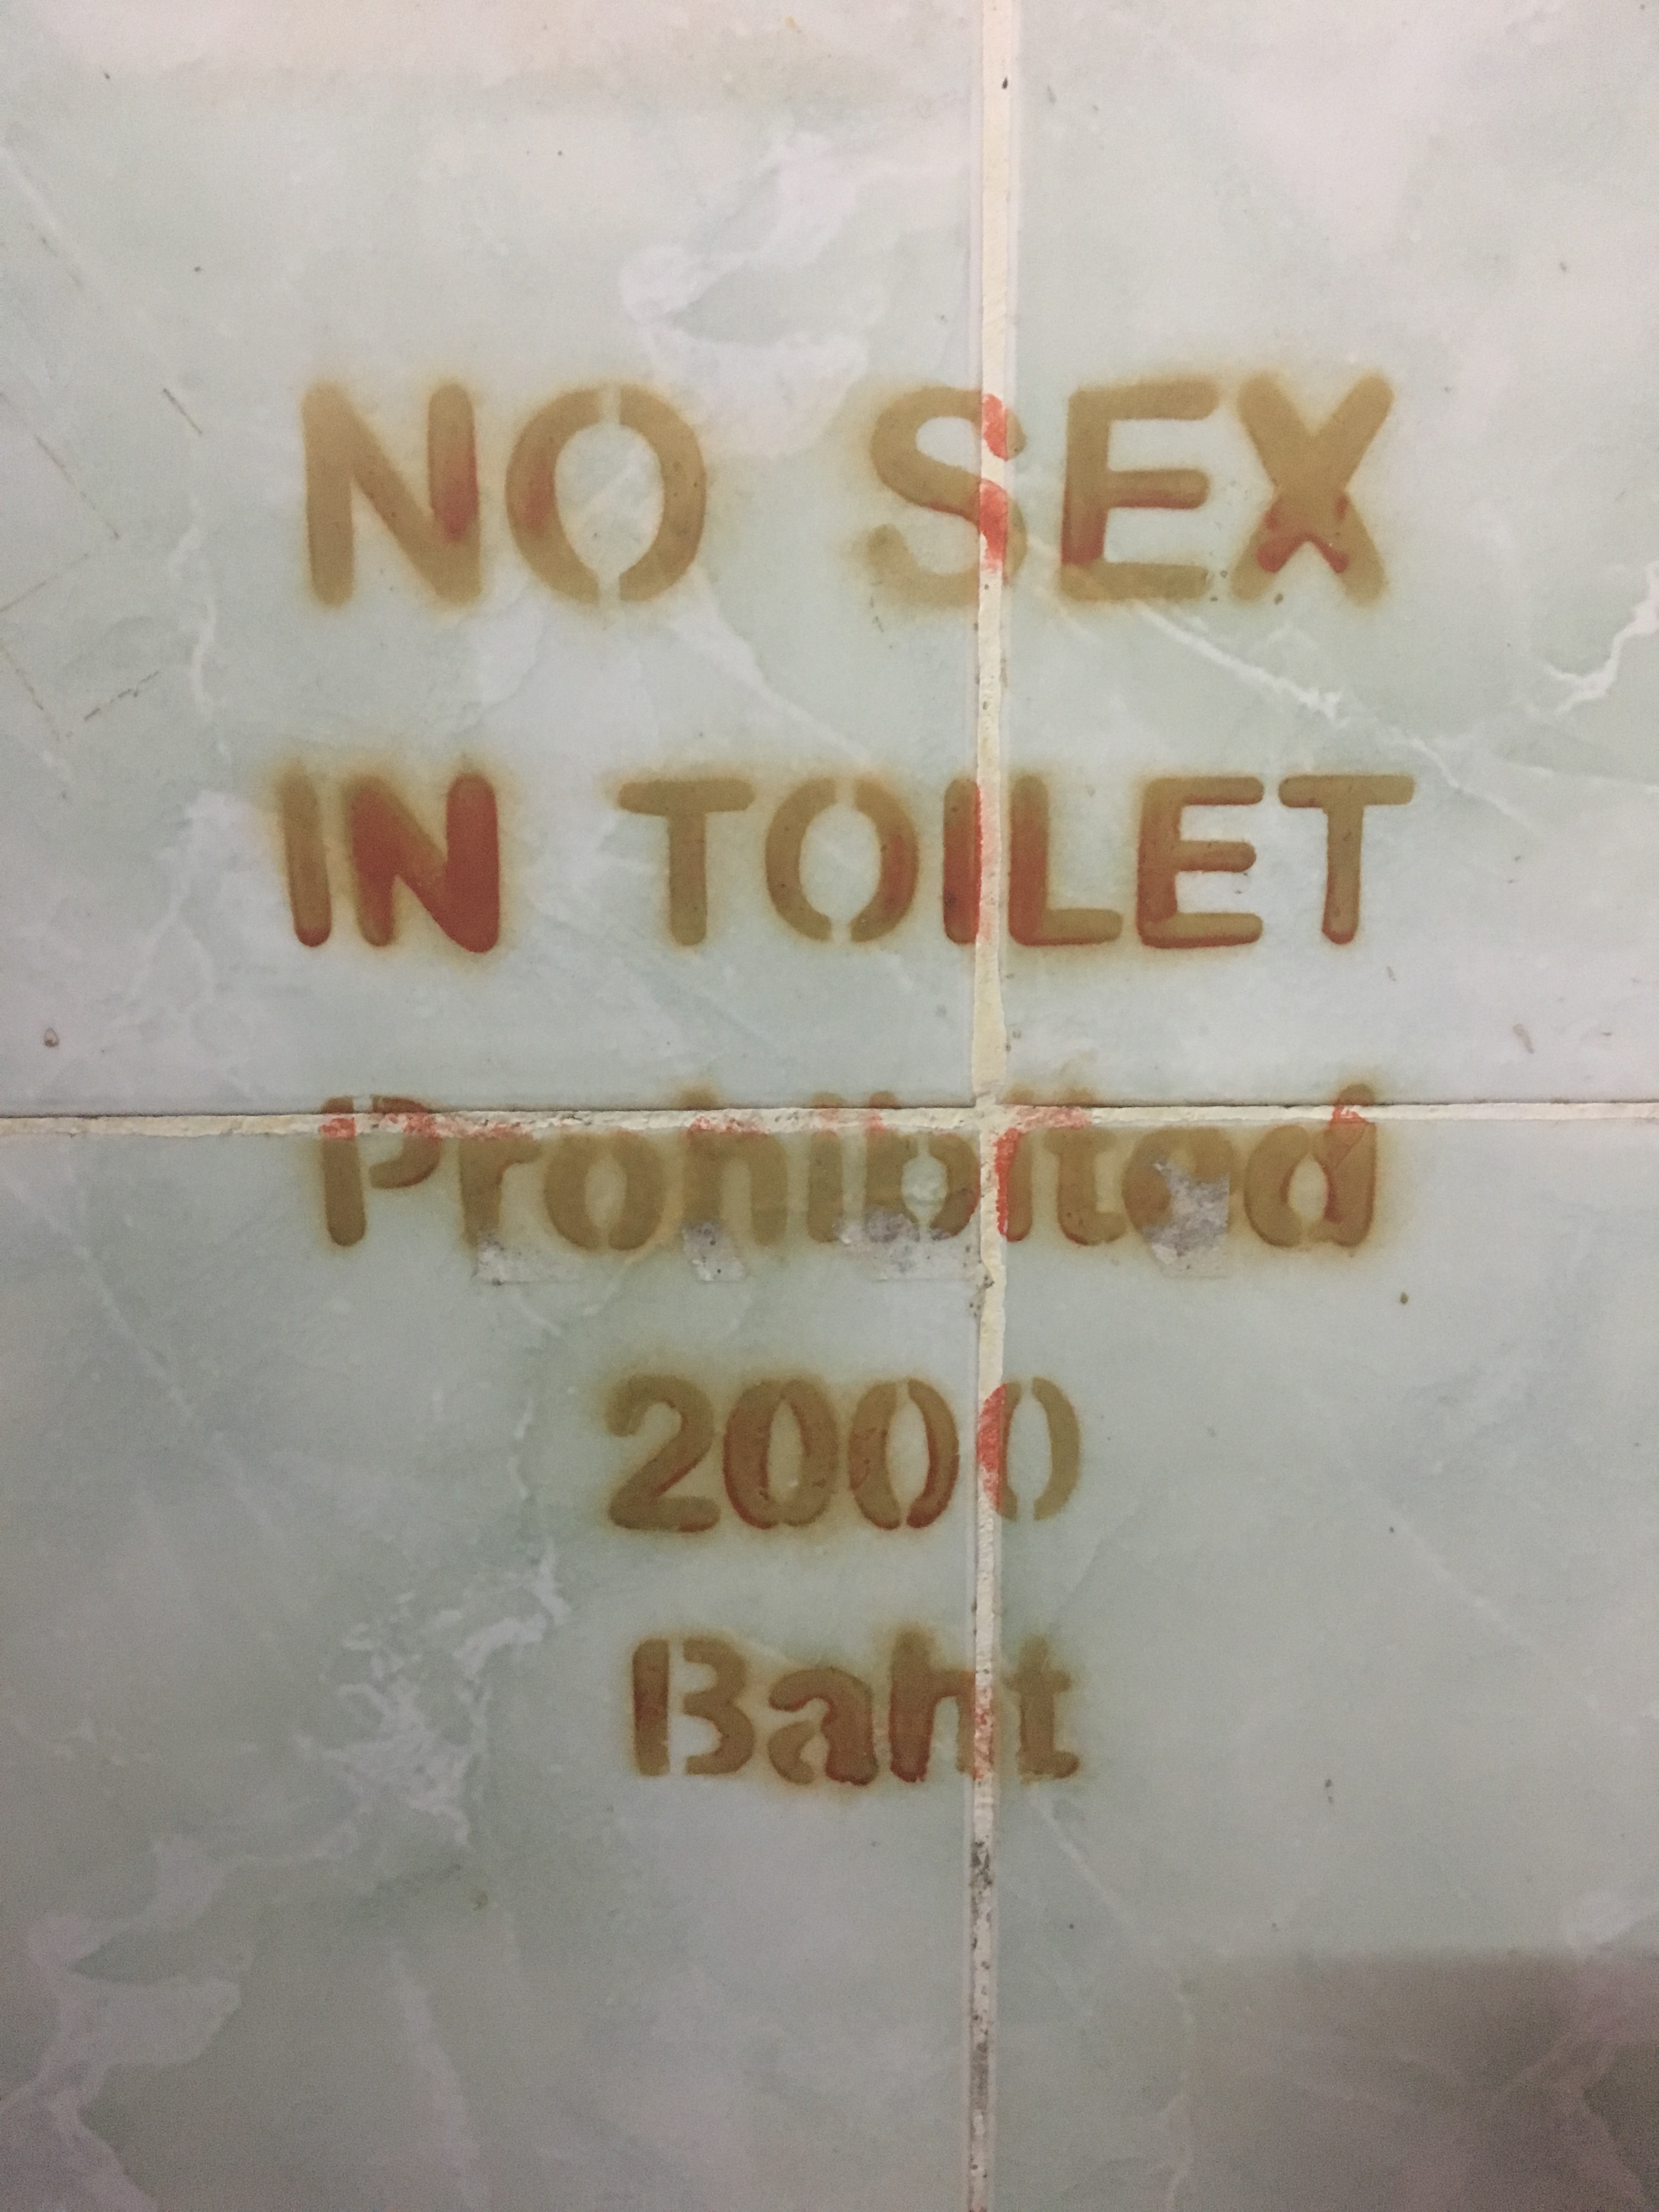 NO SEX
IN TOILET
Prohibited
2000
Baht